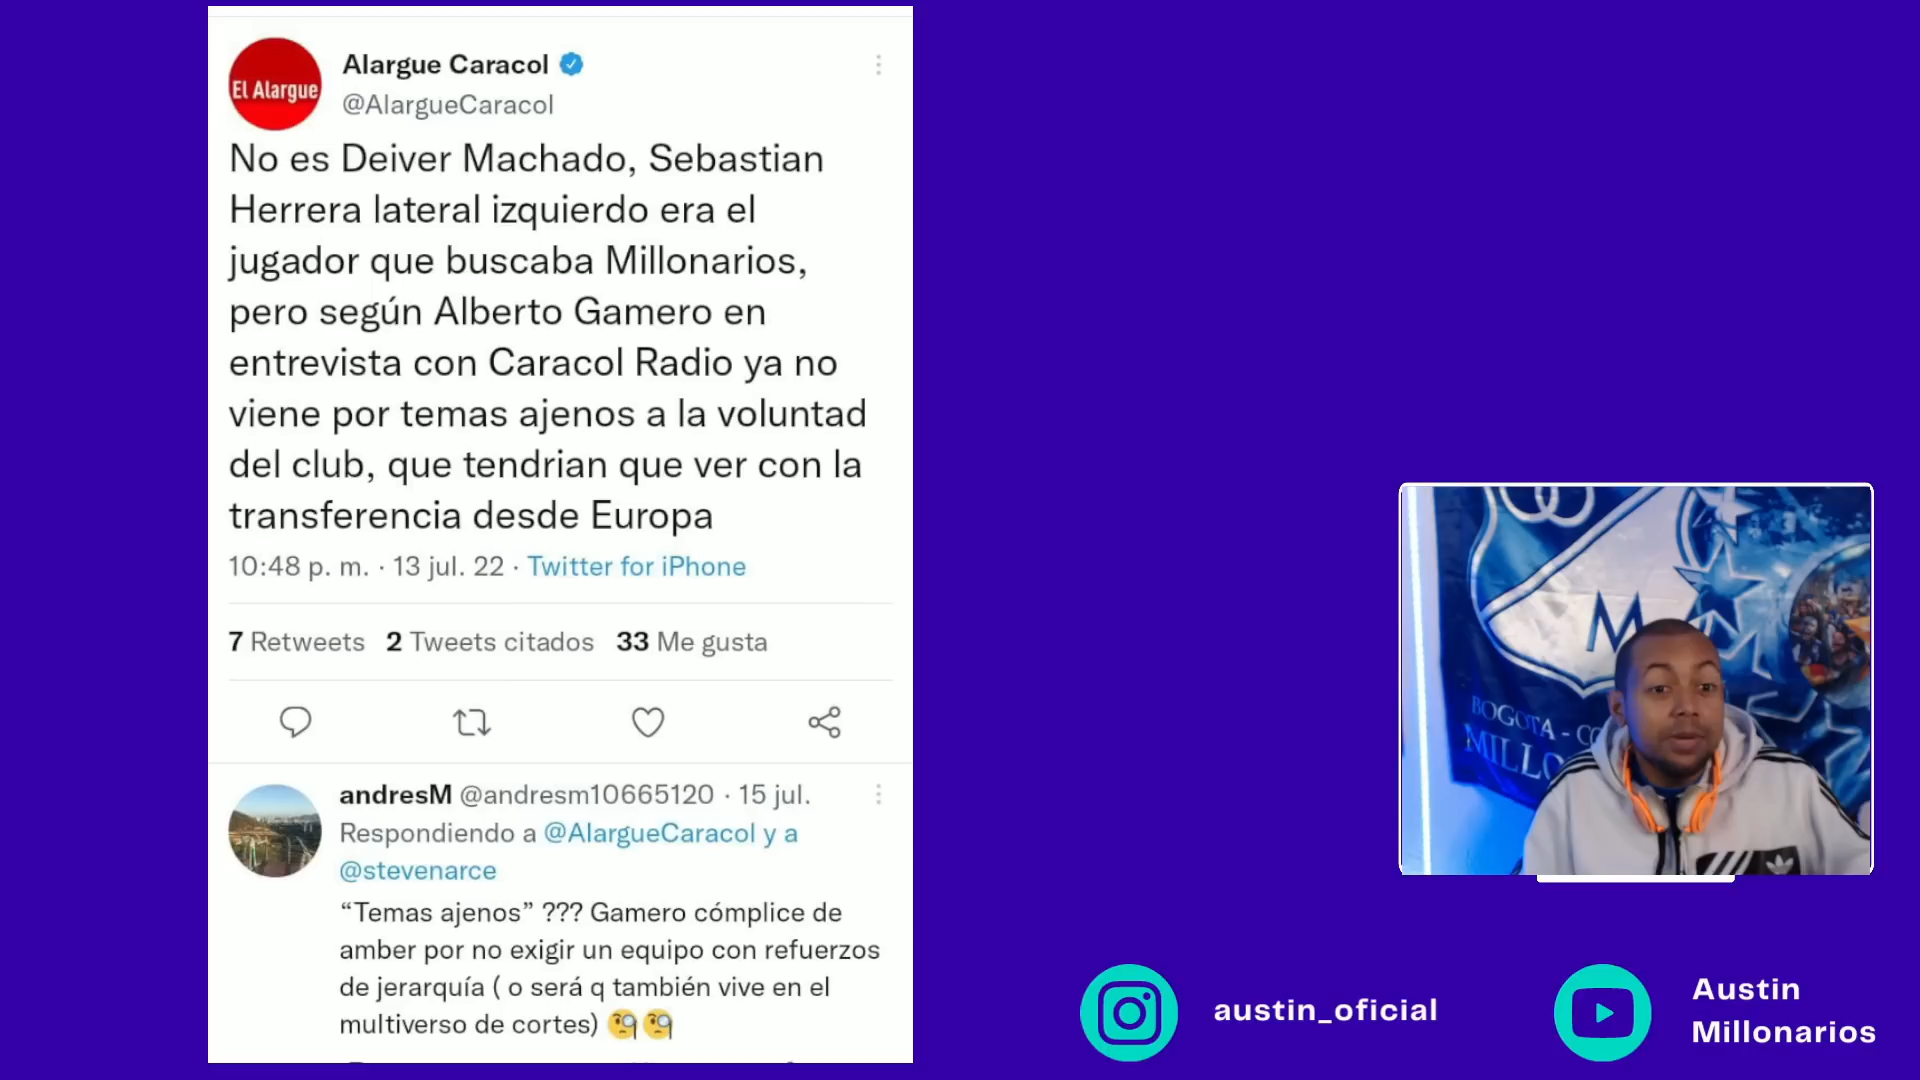 El Alargue
Alargue Caracol
@AlargueCaracol
No es Deiver Machado, Sebastian
Herrera lateral izquierdo era el
jugador que buscaba Millonarios,
pero según Alberto Gamero en
entrevista con Caracol Radio ya no
viene por temas ajenos a la voluntad
del club, que tendrian que ver con la
transferencia desde Europa
10:48 p. m. · 13 jul. 22 · Twitter for iPhone
7 Retweets 2 Tweets citados 33 Me gusta
andresM @andresm10665120 · 15 jul.
Respondiendo a @AlargueCaracol y a
@stevenarce
“Temas ajenos” ??? Gamero cómplice de
amber por no exigir un equipo con refuerzos
de jerarquía ( o será q también vive en el
multiverso de cortes) 🧐🧐
M
BOGOTA - CO
MILLO
austin_oficial
Austin
Millonarios